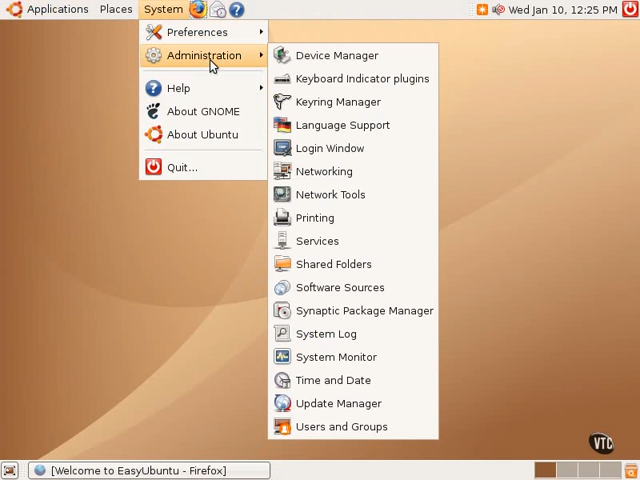 Applications Places System Wed Jan 10, 12:25 PM
Preferences
Administration
Help
About GNOME
About Ubuntu
Quit...
Device Manager
Keyboard Indicator plugins
Keyring Manager
Language Support
Login Window
Networking
Network Tools
Printing
Services
Shared Folders
Software Sources
Synaptic Package Manager
System Log
System Monitor
Time and Date
Update Manager
Users and Groups
VTC
[Welcome to EasyUbuntu - Firefox]